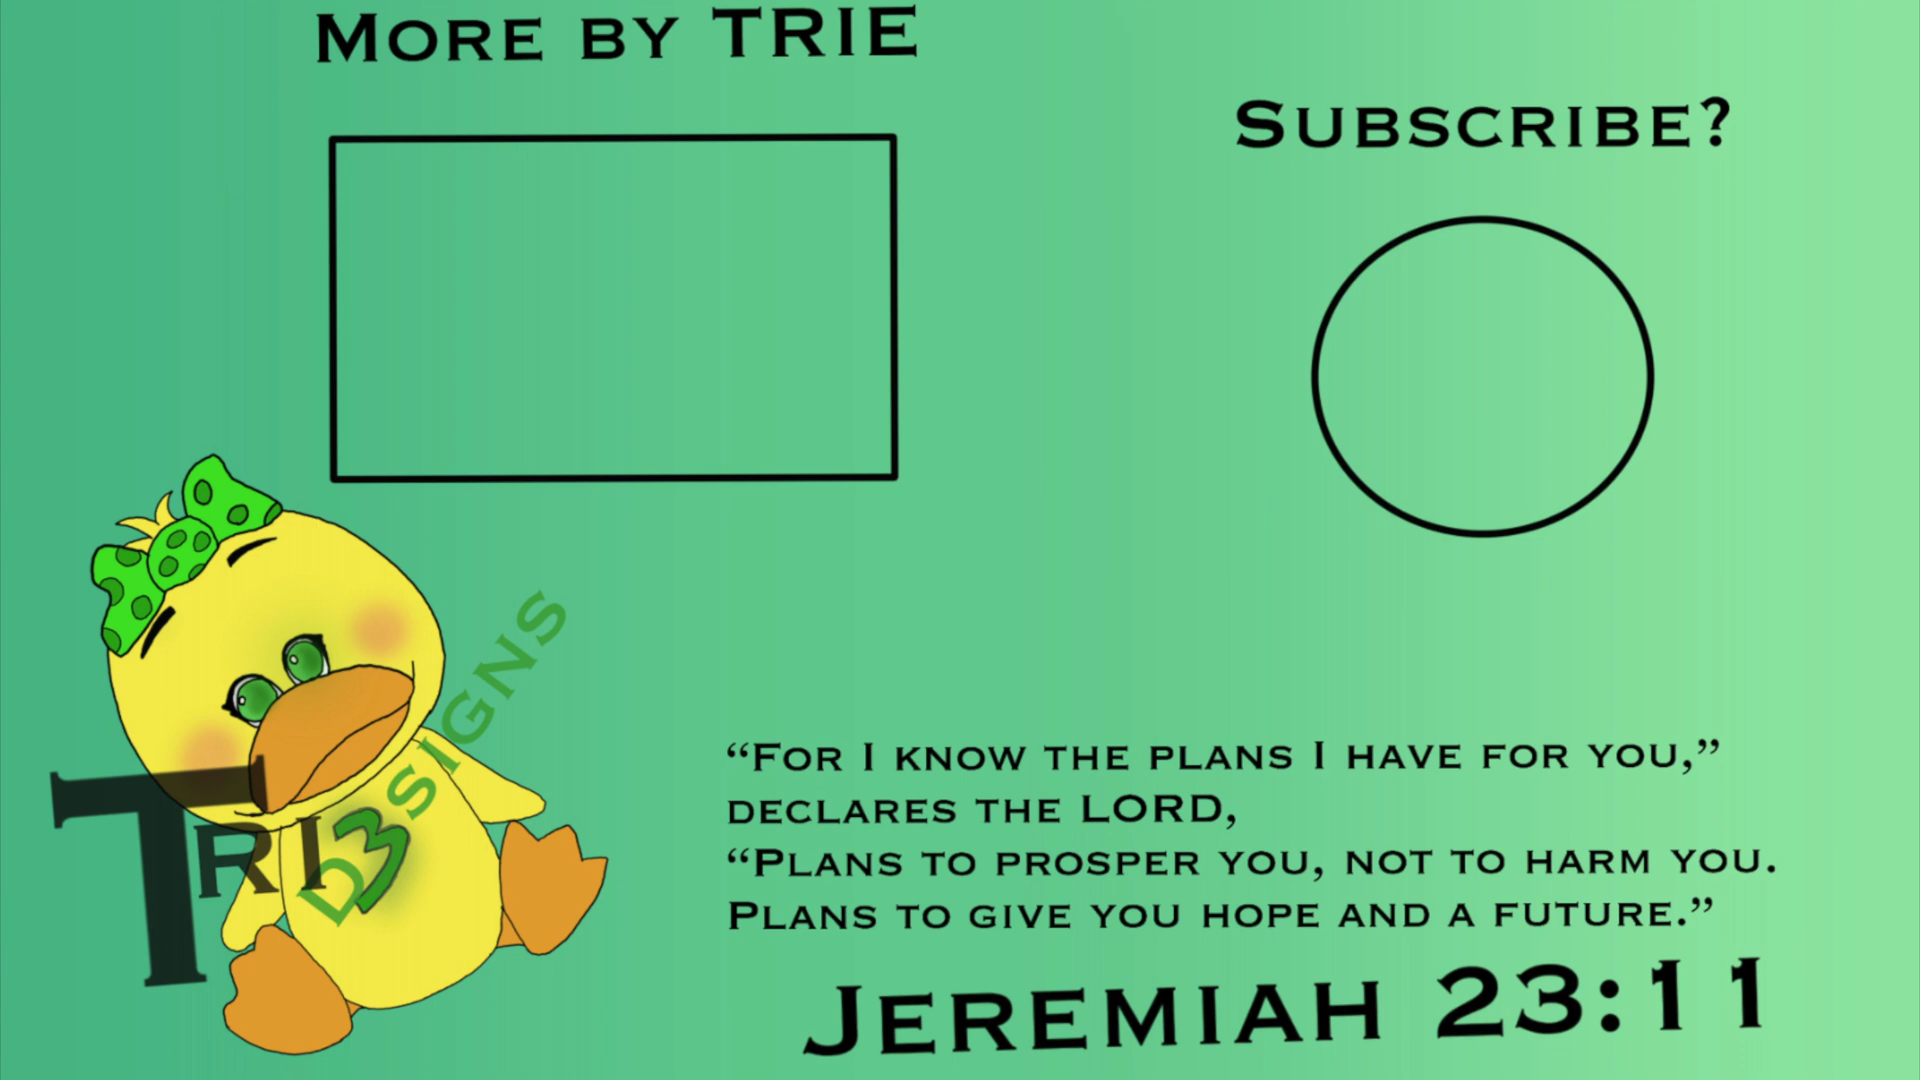 More by TRIE
Subscribe?
“For I know the plans I have for you,”
declares the LORD,
“Plans to prosper you, not to harm you.
Plans to give you hope and a future.”
Jeremiah 23:11
Tri
D3signs